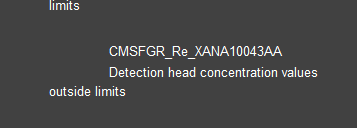 limits
CMSFGR_Re_XANA10043AA
Detection head concentration values
outside limits